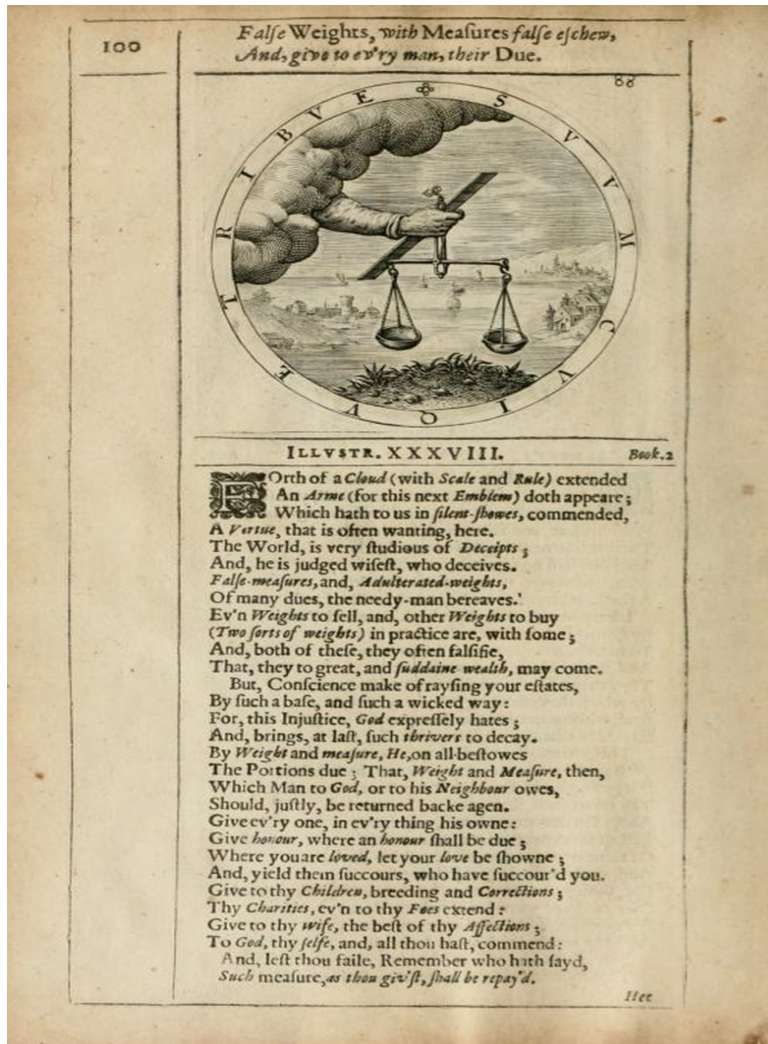 100
Falſe Weights, with Meaſures falſe eſchew,
And, give to ev'ry man, their Due.
88
TRIBVE SVVM CVIQVE
ILLVSTR. XXXVIII. Book. 2
FOrth of a Cloud (with Scale and Rule) extended
An Arme (for this next Emblem) doth appeare;
Which hath to us in ſilent-ſhowes, commended,
A Vertue, that is often wanting, here.
The World, is very ſtudious of Deceipts;
And, he is judged wiſeſt, who deceives.
Falſe-meaſures, and, Adulterated-weights,
Of many dues, the needy-man bereaves.
Ev'n Weights to ſell, and, other Weights to buy
(Two ſorts of weights) in practice are, with ſome;
And, both of theſe, they often falſifie,
That, they to great, and ſuddaine wealth, may come.
But, Conſcience make of rayſing your eſtates,
By ſuch a baſe, and ſuch a wicked way:
For, this Injuſtice, God expreſſely hates;
And, brings, at laſt, ſuch thrivers to decay.
By Weight and meaſure, He, on all-beſtowes
The Portions due; That, Weight and Meaſure, then,
Which Man to God, or to his Neighbour owes,
Should, juſtly, be returned backe agen.
Give ev'ry one, in ev'ry thing his owne:
Give honour, where an honour ſhall be due;
Where you are loved, let your love be ſhowne;
And, yield them ſuccours, who have ſuccour'd you.
Give to thy Children, breeding and Corrections;
Thy Charities, ev'n to thy Foes extend:
Give to thy wife, the beſt of thy Affections;
To God, thy ſelfe, and, all thou haſt, commend:
And, leſt thou faile, Remember who hath ſayd,
Such meaſure, as thou giv'ſt, ſhall be repay'd.
Hee